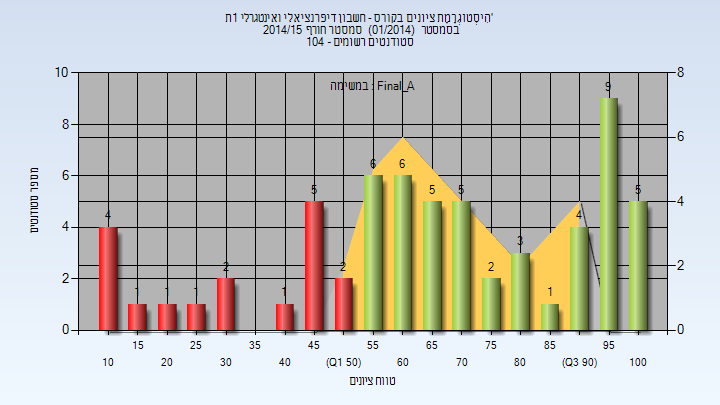 הִיסְטוֹגְרָמַת ציונים בקורס - חשבון דיפרנציאלי ואינטגרלי 1ת'
בסמסטר (01/2014) סמסטר חורף 2014/15
סטודנטים רשומים - 104
במשימה : Final_A
מספר סטודנטים
10 8 6 4 2 0
8 6 4 2 0
4 1 1 1 2 1 5 2 6 6 5 5 2 3 1 4 9 5
15 25 35 45 55 65 75 85 95
10 20 30 40 (Q1 50) 60 70 80 (Q3 90) 100
טווח ציונים